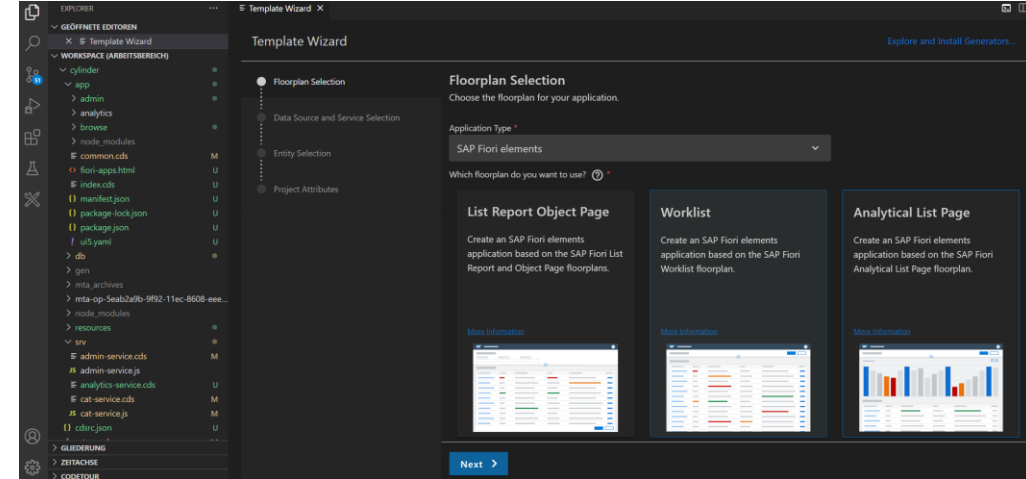 EXPLORER
Template Wizard
GEÖFFNETE EDITOREN
Template Wizard
WORKSPACE (ARBEITSBEREICH)
cylinder
app
admin
analytics
browse
node_modules
common.cds M
fiori-apps.html U
index.cds U
manifest.json U
package-lock.json U
package.json U
ui5.yaml U
db
gen
mta_archives
mta-op-5eab2a9b-9f92-11ec-8608-eee...
node_modules
resources
srv
admin-service.cds M
admin-service.js
analytics-service.cds U
cat-service.cds M
cat-service.js M
cdsrc.json U
GLIEDERUNG
ZEITACHSE
CODETOUR
51
Template Wizard
Explore and Install Generators...
Floorplan Selection
Data Source and Service Selection
Entity Selection
Project Attributes
Floorplan Selection
Choose the floorplan for your application.
Application Type *
SAP Fiori elements
Which floorplan do you want to use? *
List Report Object Page
Create an SAP Fiori elements
application based on the SAP Fiori List
Report and Object Page floorplans.
More Information
Worklist
Create an SAP Fiori elements
application based on the SAP Fiori
Worklist floorplan.
More Information
Analytical List Page
Create an SAP Fiori elements
application based on the SAP Fiori
Analytical List Page floorplan.
More Information
Next